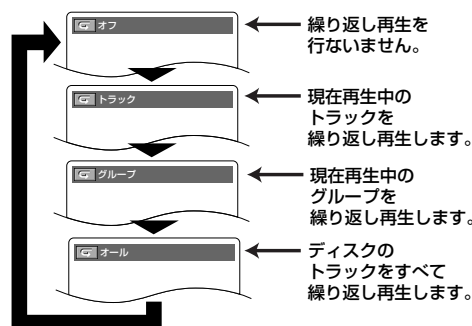 オフ
繰り返し再生を
行ないません。
トラック
現在再生中の
トラックを
繰り返し再生します。
グループ
現在再生中の
グループを
繰り返し再生します。
オール
ディスクの
トラックをすべて
繰り返し再生します。